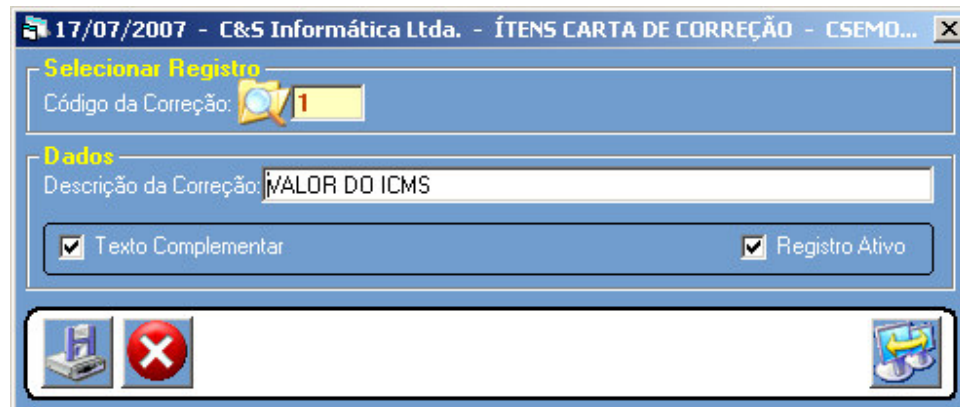 17/07/2007 - C&S Informática Ltda. - ÍTENS CARTA DE CORREÇÃO - CSEMO...
Selecionar Registro
Código da Correção: 1
Dados
Descrição da Correção: VALOR DO ICMS
Texto Complementar Registro Ativo